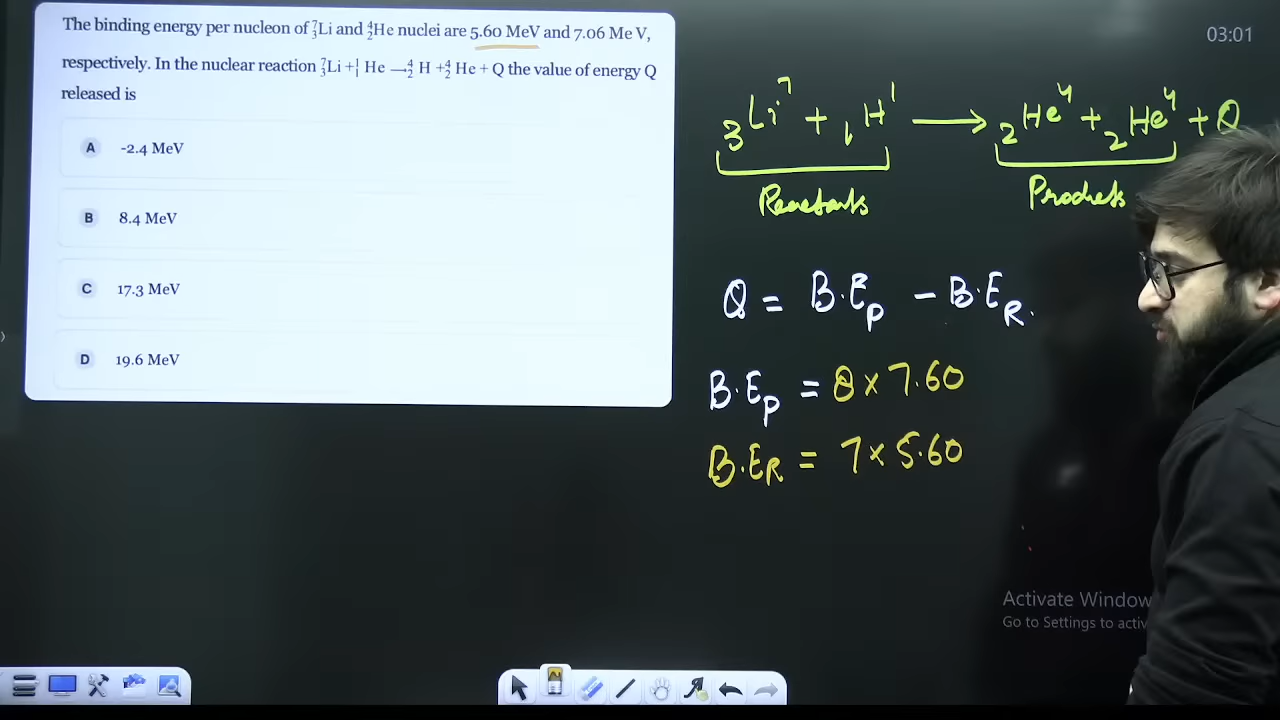 The binding energy per nucleon of ⁷₃Li and ⁴₂He nuclei are 5.60 MeV and 7.06 Me V,
respectively. In the nuclear reaction ⁷₃Li +¹₁ He →⁴₂ H +⁴₂ He + Q the value of energy Q
released is
A -2.4 MeV
B 8.4 MeV
C 17.3 MeV
D 19.6 MeV
03:01
₃Li⁷ + ₁H¹ → ₂He⁴ + ₂He⁴ + Q
Reactants Products
Q = B.E_P - B.E_R.
B.E_P = 8 × 7.60
B.E_R = 7 × 5.60
Activate Window
Go to Settings to activ